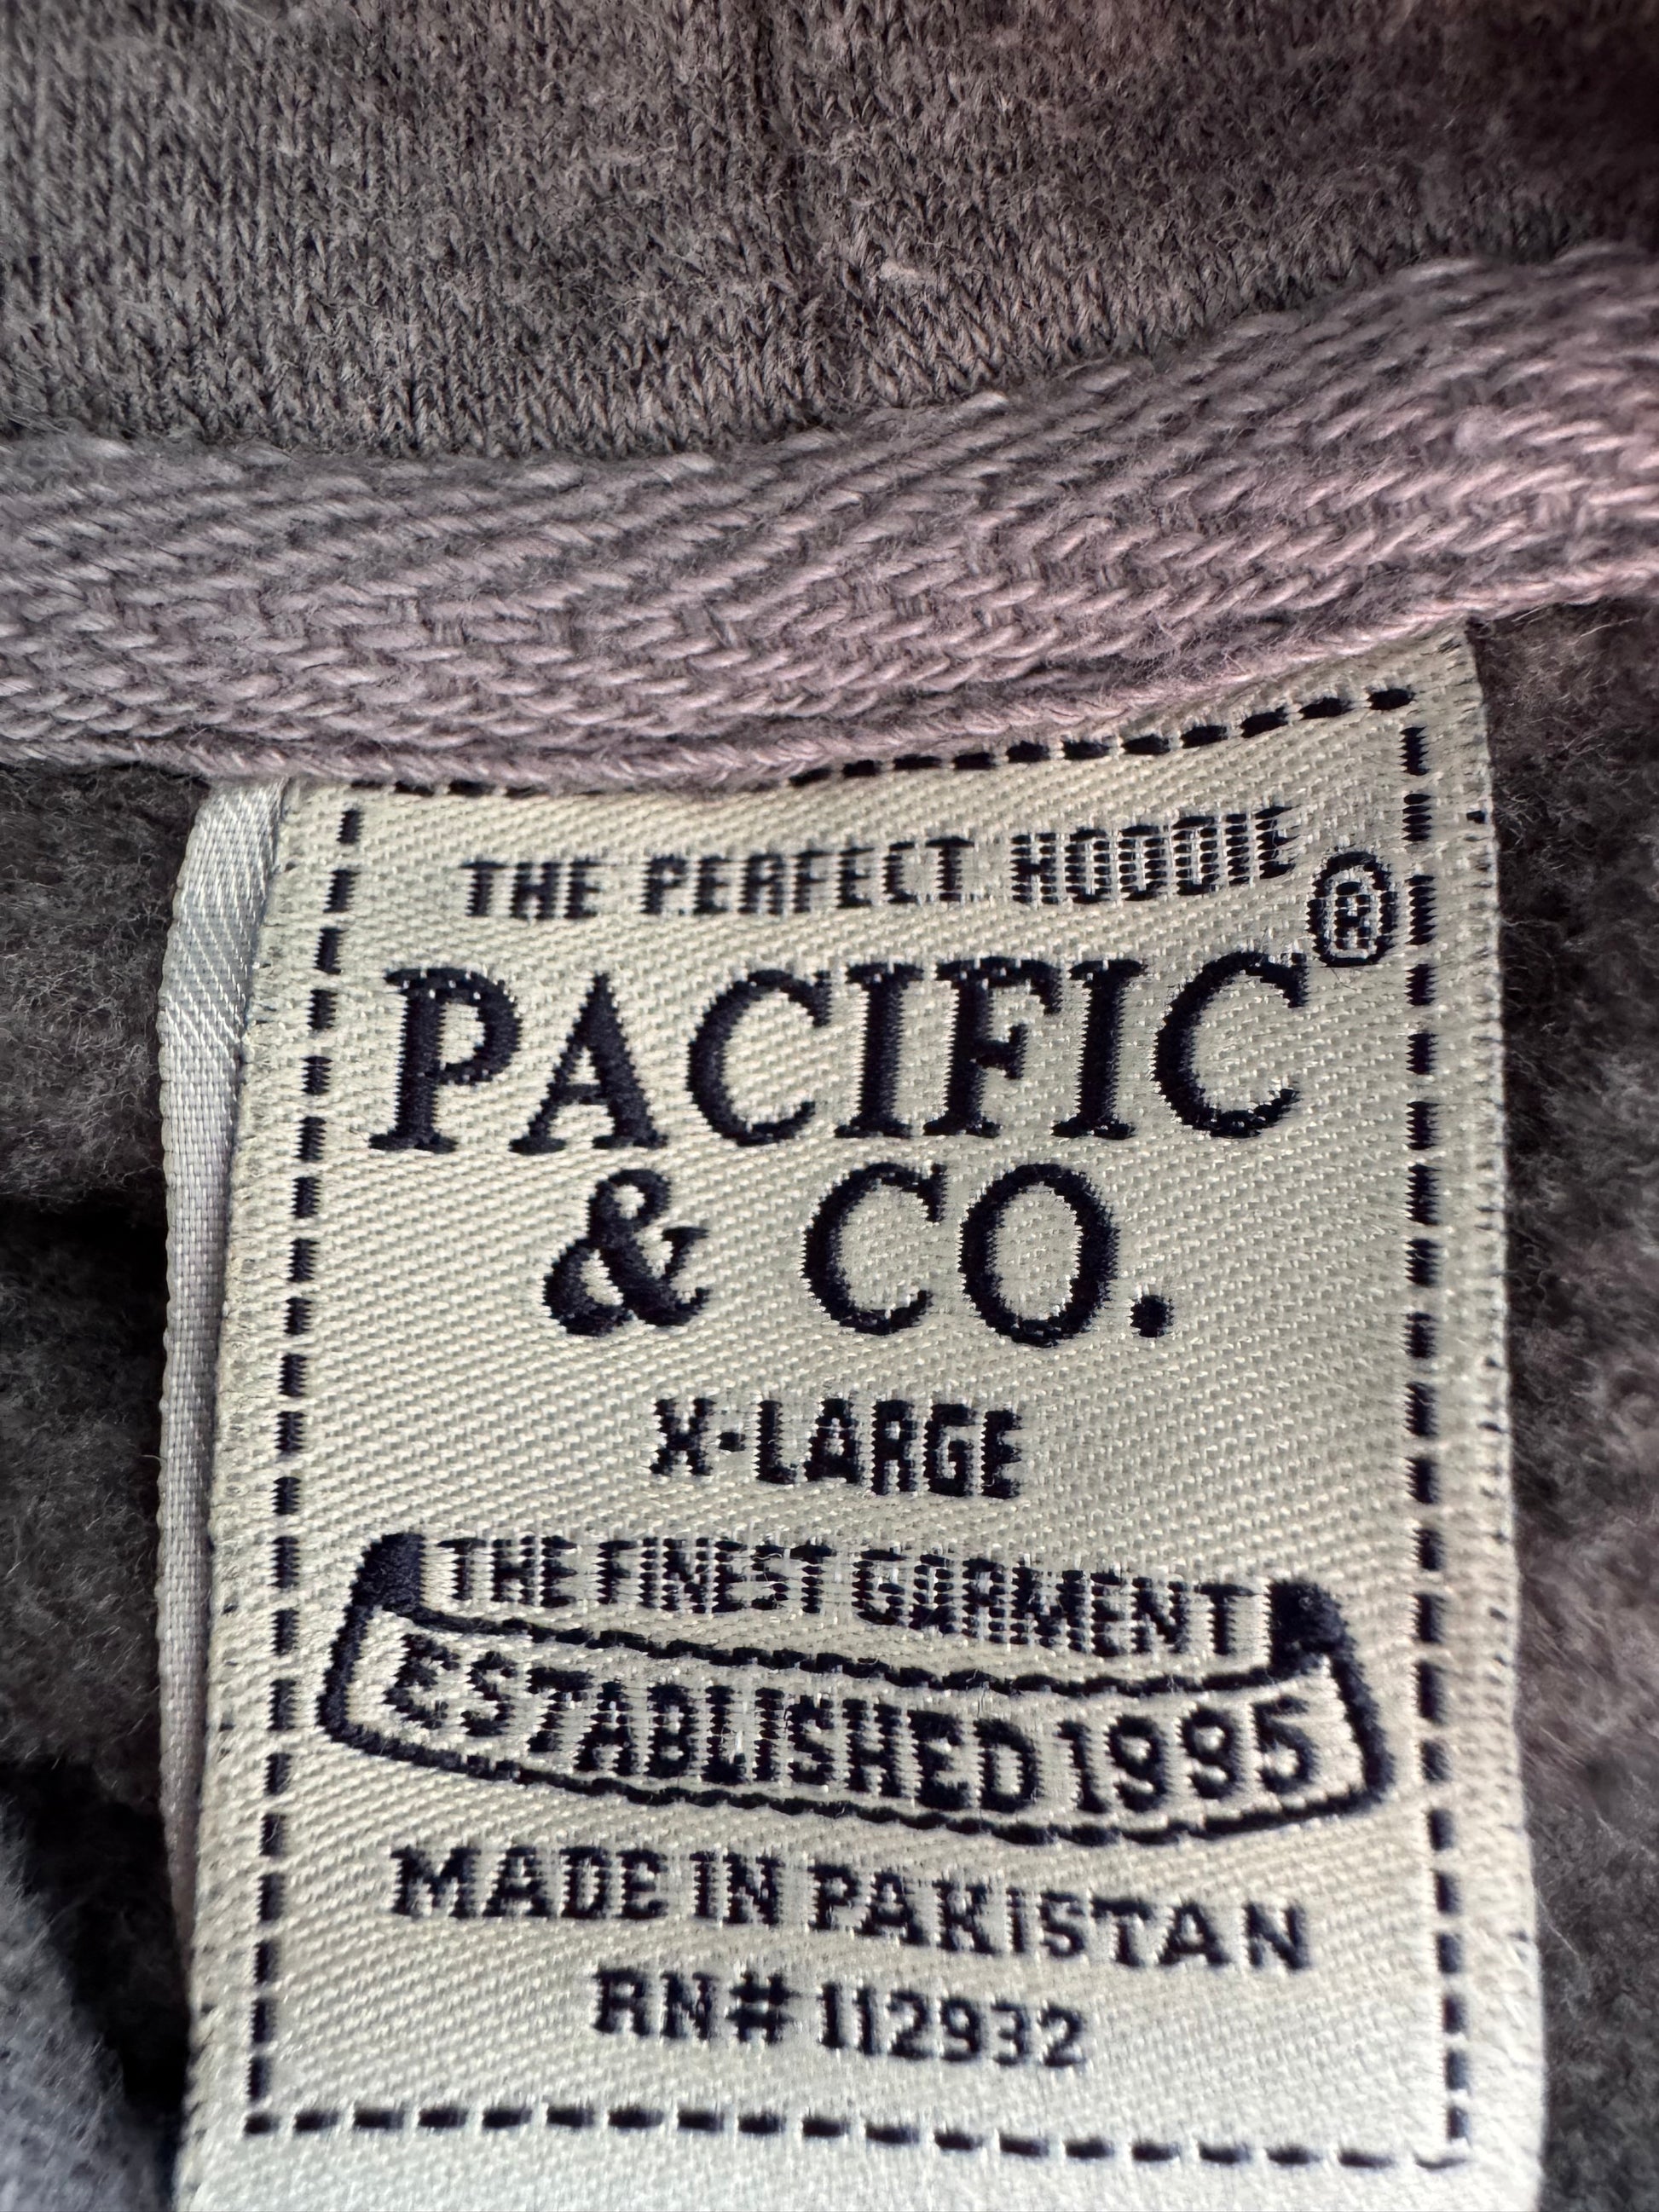 THE PERFECT HOODIE
PACIFIC®
& CO.
X-LARGE
THE FINEST GARMENT
ESTABLISHED 1995
MADE IN PAKISTAN
RN# 112932